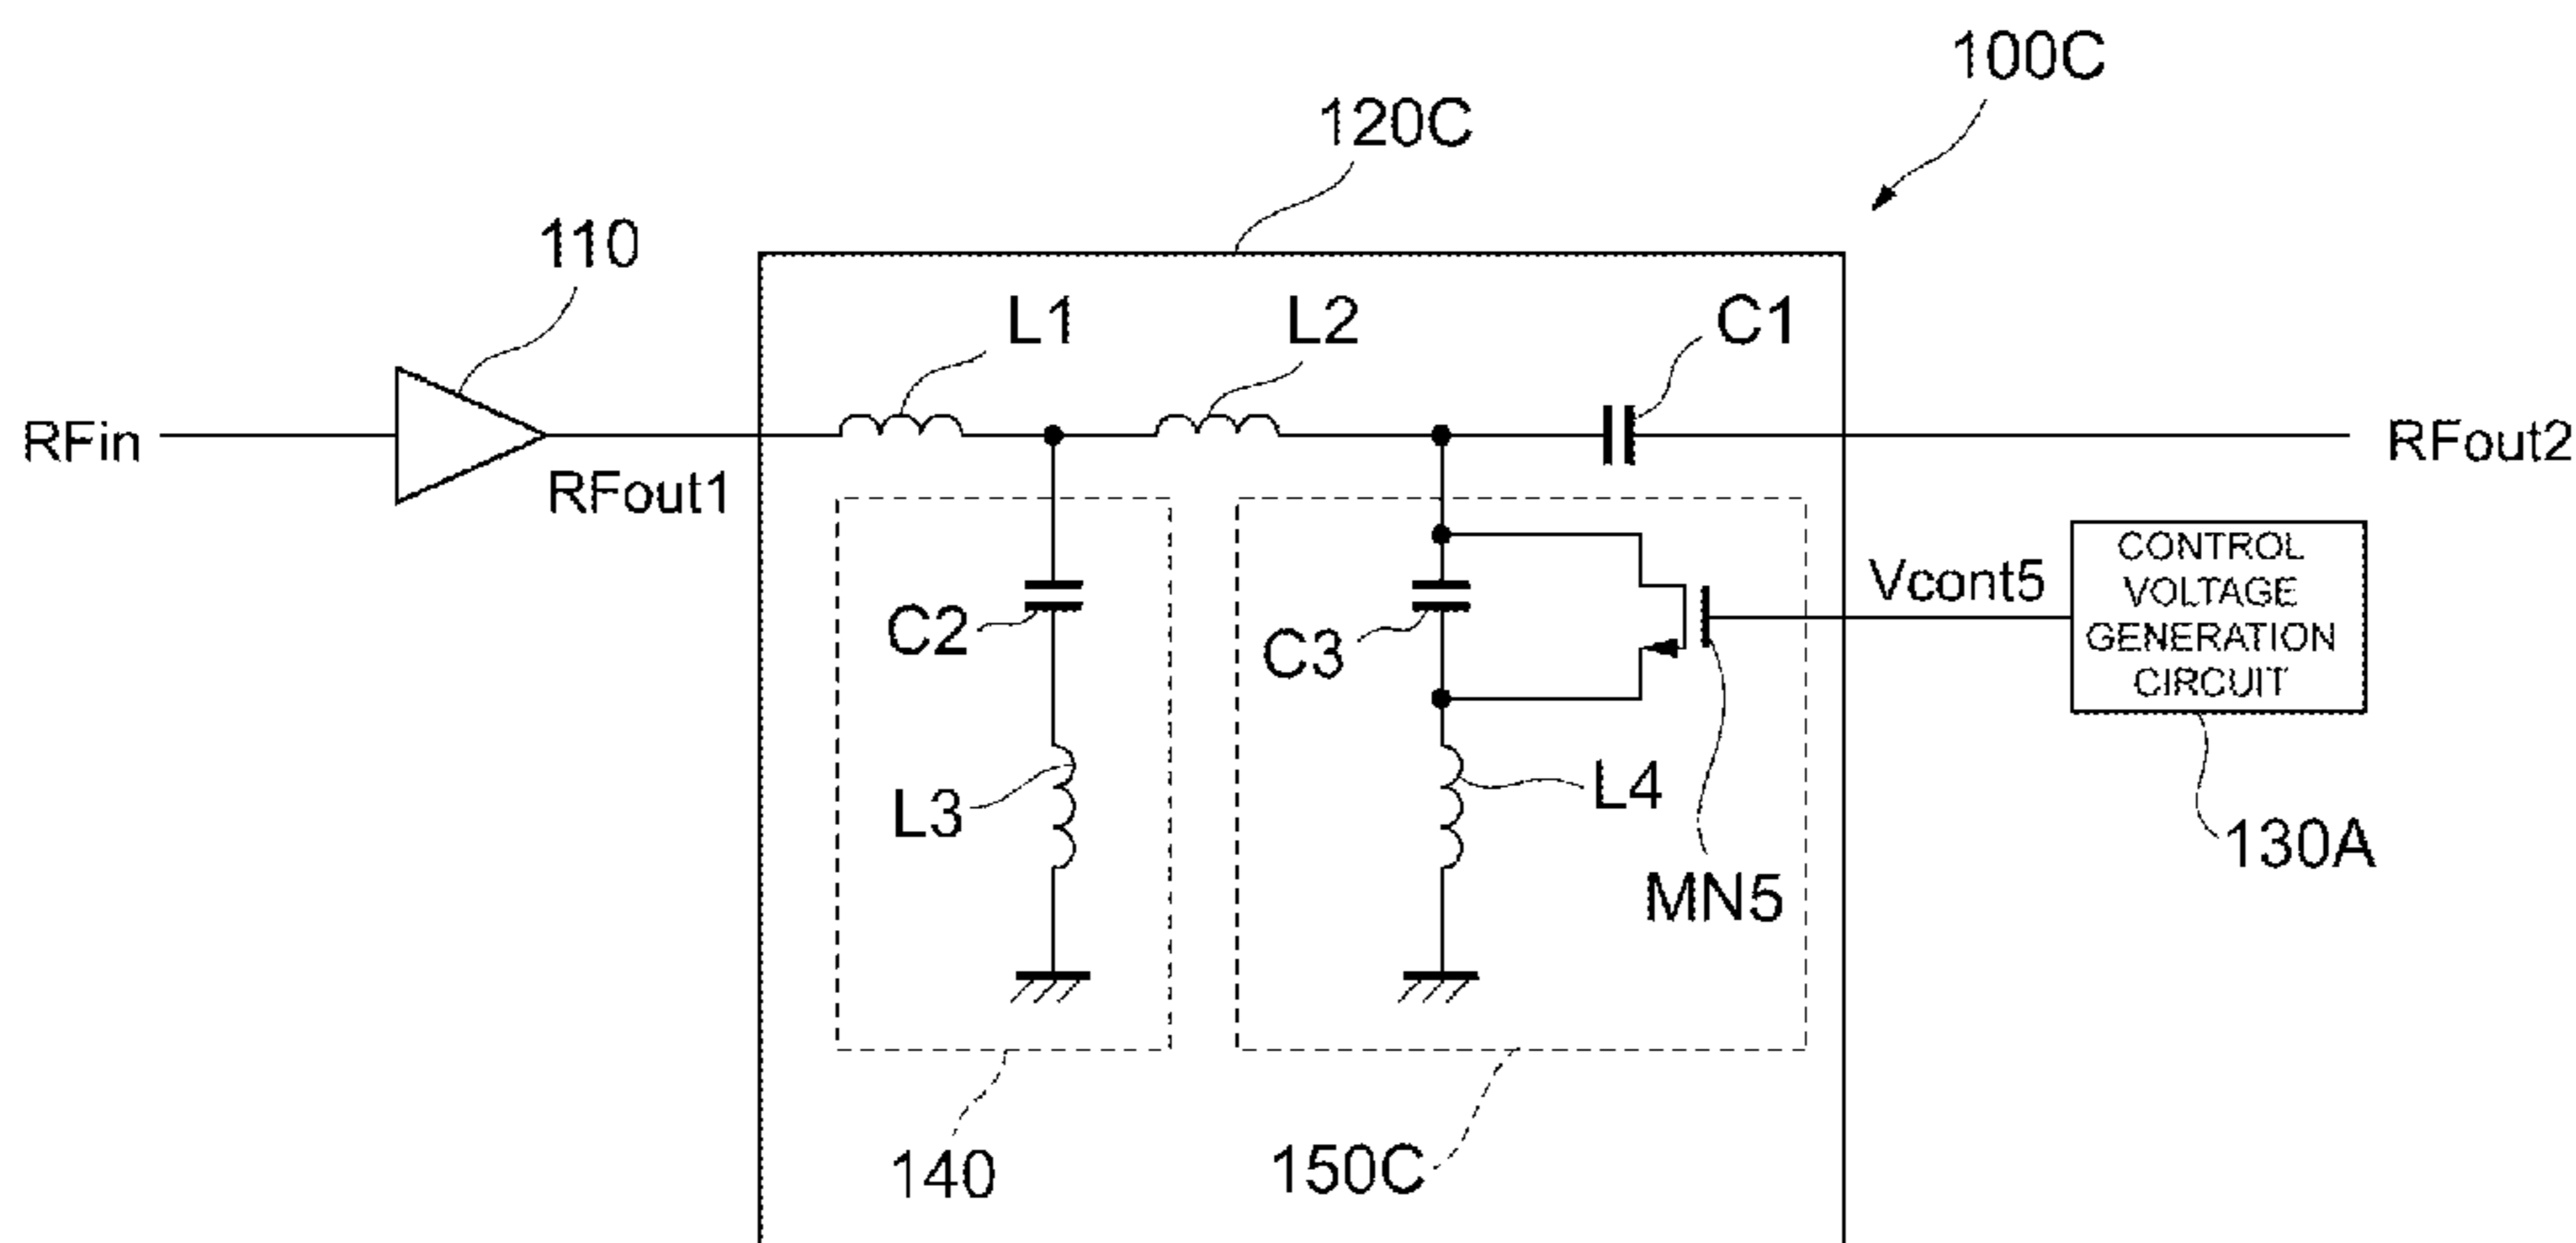 100C
120C
110
L1
L2
C1
RFin
RFout1
RFout2
C2
C3
Vcont5
CONTROL
VOLTAGE
GENERATION
CIRCUIT
L3
L4
MN5
130A
140
150C